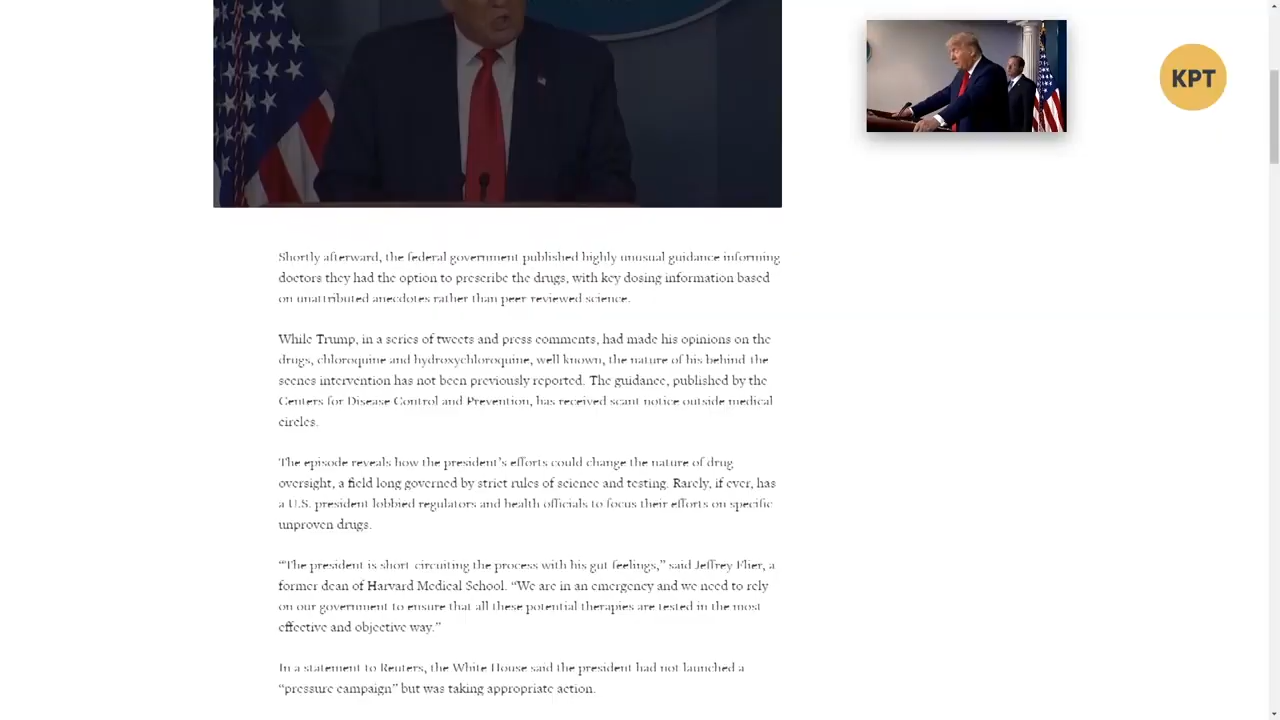 KPT
Shortly afterward, the federal government published highly unusual guidance informing
doctors they had the option to prescribe the drugs, with key dosing information based
on unattributed anecdotes rather than peer-reviewed science.
While Trump, in a series of tweets and press comments, had made his opinions on the
drugs, chloroquine and hydroxychloroquine, well known, the nature of his behind-the-
scenes intervention has not been previously reported. The guidance, published by the
Centers for Disease Control and Prevention, has received scant notice outside medical
circles.
The episode reveals how the president’s efforts could change the nature of drug
oversight, a field long governed by strict rules of science and testing. Rarely, if ever, has
a U.S. president lobbied regulators and health officials to focus their efforts on specific
unproven drugs.
“The president is short-circuiting the process with his gut feelings,” said Jeffrey Flier, a
former dean of Harvard Medical School. “We are in an emergency and we need to rely
on our government to ensure that all these potential therapies are tested in the most
effective and objective way.”
In a statement to Reuters, the White House said the president had not launched a
“pressure campaign” but was taking appropriate action.